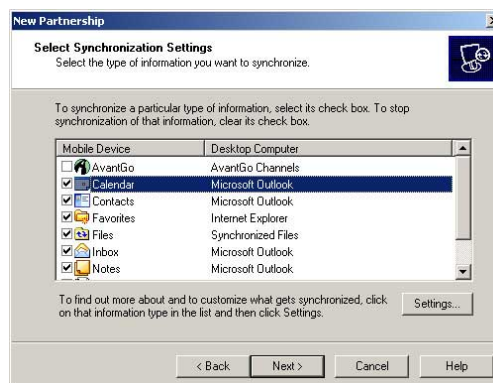 New Partnership
Select Synchronization Settings
Select the type of information you want to synchronize.
To synchronize a particular type of information, select its check box. To stop
synchronization of that information, clear its check box.
Mobile Device Desktop Computer
AvantGo AvantGo Channels
Calendar Microsoft Outlook
Contacts Microsoft Outlook
Favorites Internet Explorer
Files Synchronized Files
Inbox Microsoft Outlook
Notes Microsoft Outlook
To find out more about and to customize what gets synchronized, click
on that information type in the list and then click Settings.
Settings...
< Back Next > Cancel Help